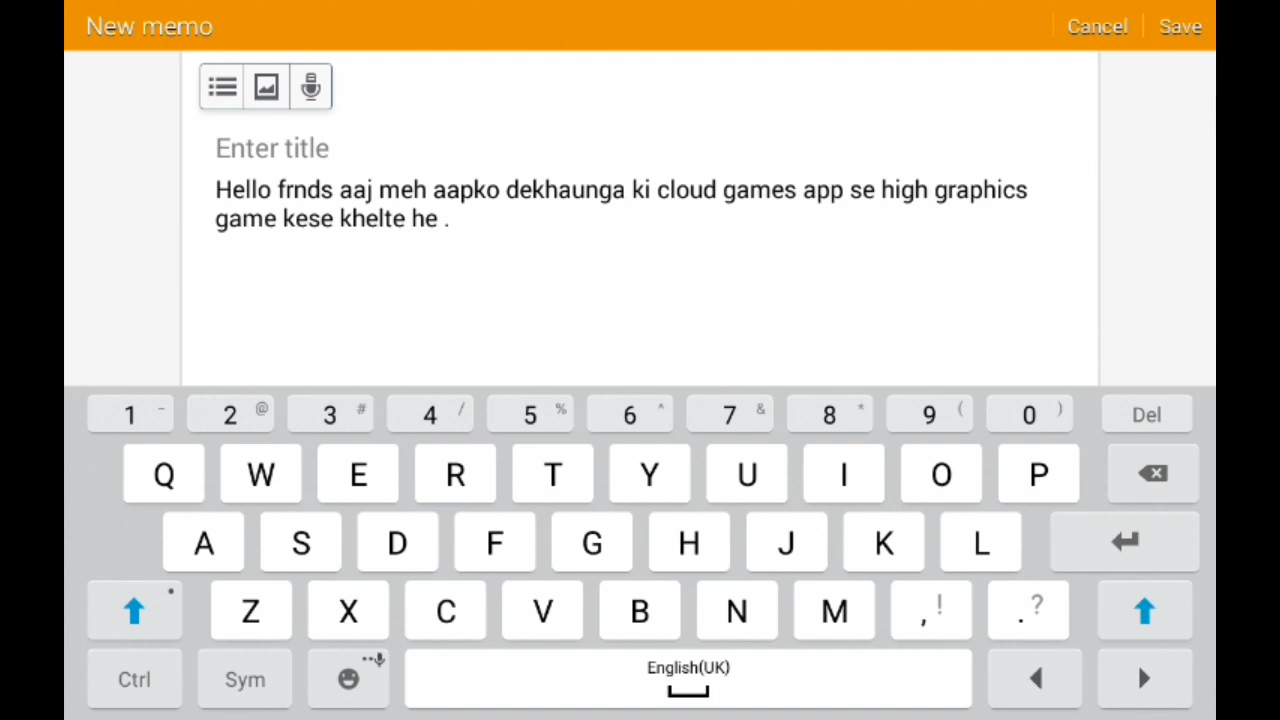 New memo
Cancel Save
Enter title
Hello frnds aaj meh aapko dekhaunga ki cloud games app se high graphics
game kese khelte he .
1 - 2 @ 3 # 4 / 5 % 6 ^ 7 & 8 * 9 ( 0 ) Del
Q W E R T Y U I O P
A S D F G H J K L
Z X C V B N M , ! . ?
Ctrl Sym English(UK)